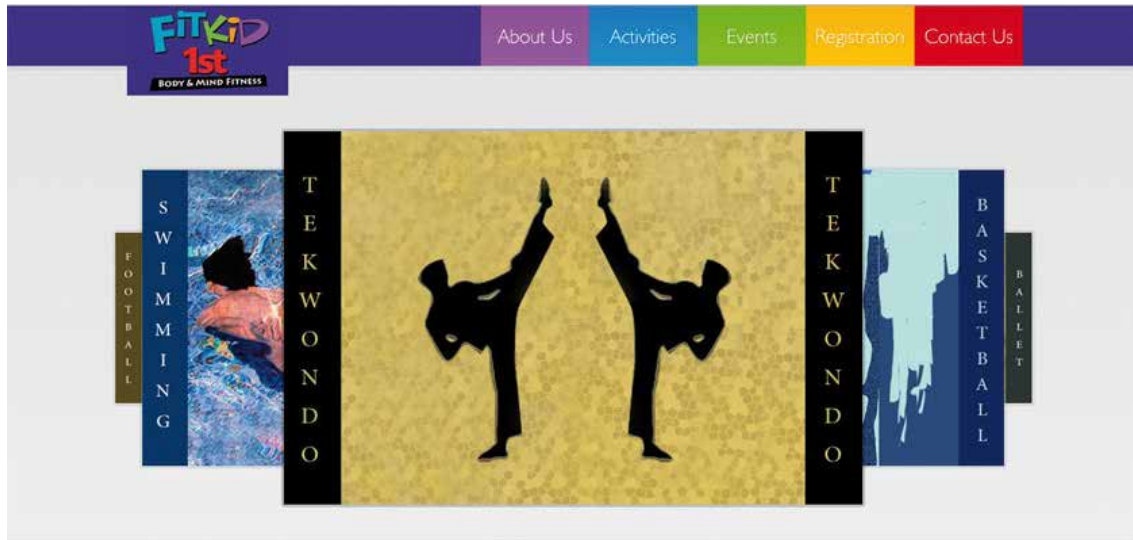 FiTKiD
1st
BODY & MIND FITNESS
About Us
Activities
Events
Registration
Contact Us
FOOTBALL
SWIMMING
TEKWONDO
TEKWONDO
BASKETBALL
BALLET